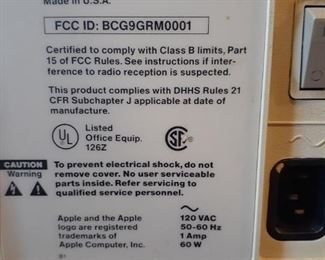 Made in U.S.A.
FCC ID: BCG9GRM0001
Certified to comply with Class B limits, Part
15 of FCC Rules. See instructions if inter-
ference to radio reception is suspected.
This product complies with DHHS Rules 21
CFR Subchapter J applicable at date of
manufacture.
UL
Listed
Office Equip.
126Z
SA
CAUTION
Warning
To prevent electrical shock, do not
remove cover. No user serviceable
parts inside. Refer servicing to
qualified service personnel.
Apple and the Apple
logo are registered
trademarks of
Apple Computer, Inc.
120 VAC
50-60 Hz
1 Amp
60 W